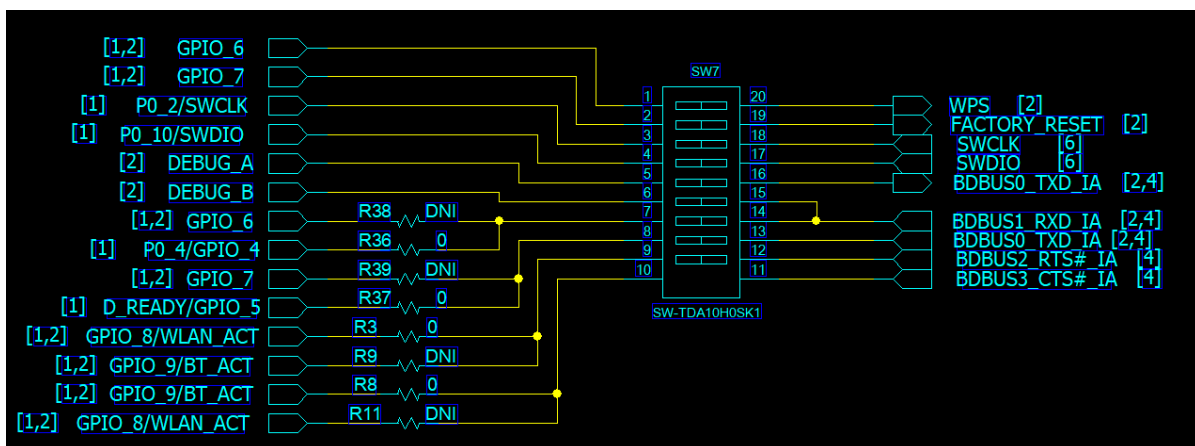 [1,2] GPIO_6
[1,2] GPIO_7
[1] P0_2/SWCLK
[1] P0_10/SWDIO
[2] DEBUG_A
[2] DEBUG_B
[1,2] GPIO_6 R38 DNI
[1] P0_4/GPIO_4 R36 0
[1,2] GPIO_7 R39 DNI
[1] D_READY/GPIO_5 R37 0
[1,2] GPIO_8/WLAN_ACT R3 0
[1,2] GPIO_9/BT_ACT R9 DNI
[1,2] GPIO_9/BT_ACT R8 0
[1,2] GPIO_8/WLAN_ACT R11 DNI
SW7
1 20
2 19
3 18
4 17
5 16
6 15
7 14
8 13
9 12
10 11
SW-TDA10H0SK1
WPS [2]
FACTORY_RESET [2]
SWCLK [6]
SWDIO [6]
BDBUS0_TXD_IA [2,4]
BDBUS1_RXD_IA [2,4]
BDBUS0_TXD_IA [2,4]
BDBUS2_RTS#_IA [4]
BDBUS3_CTS#_IA [4]